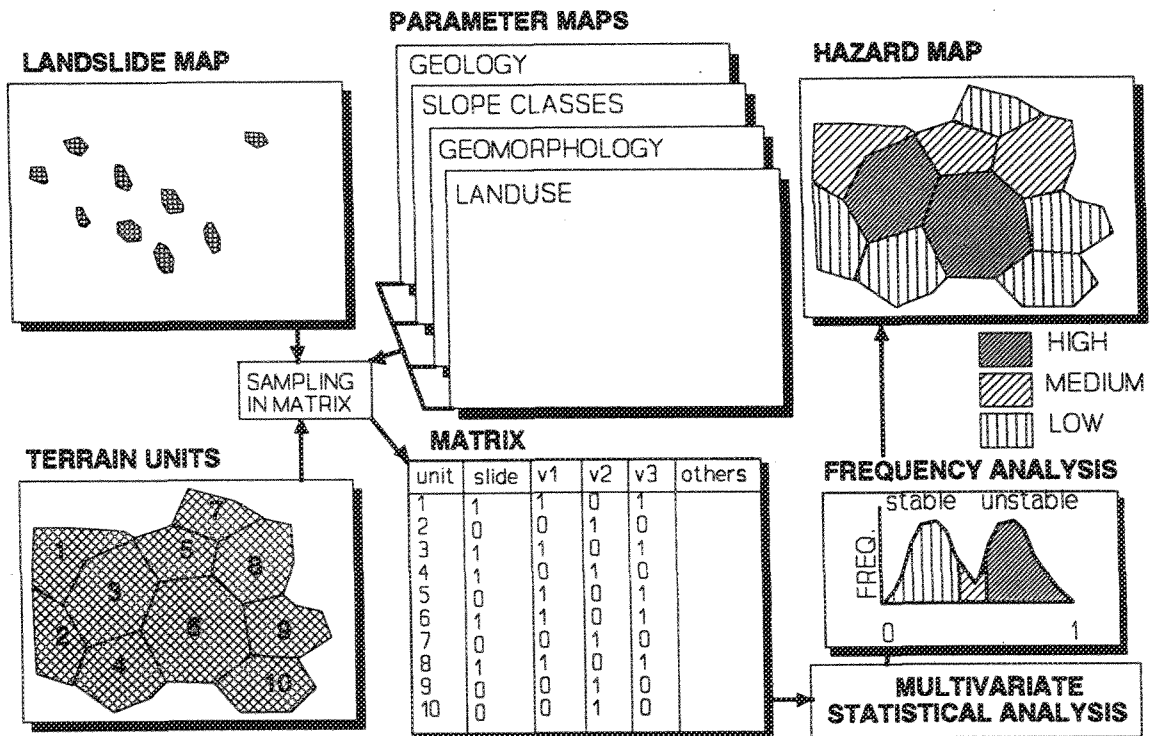 PARAMETER MAPS
LANDSLIDE MAP
GEOLOGY
SLOPE CLASSES
GEOMORPHOLOGY
LANDUSE
HAZARD MAP
HIGH
MEDIUM
LOW
SAMPLING
IN MATRIX
TERRAIN UNITS
7
1
5
3
2
9
4
10
MATRIX
unit slide v1 v2 v3 others
1 1 1 0 1
2 0 0 1 0
3 1 1 0 1
4 1 0 1 0
5 0 1 0 1
6 1 1 0 1
7 0 0 1 0
8 1 1 0 1
9 0 0 1 0
10 0 0 1 0
FREQUENCY ANALYSIS
stable unstable
FREQ.
0 1
MULTIVARIATE
STATISTICAL ANALYSIS